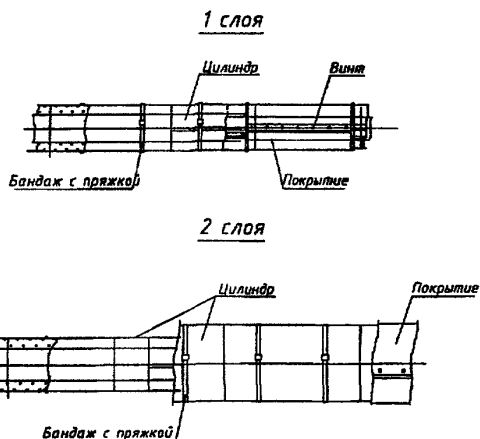 1 слоя
Цилиндр
Винт
Бандаж с пряжкой
Покрытие
2 слоя
Цилиндр
Покрытие
Бандаж с пряжкой